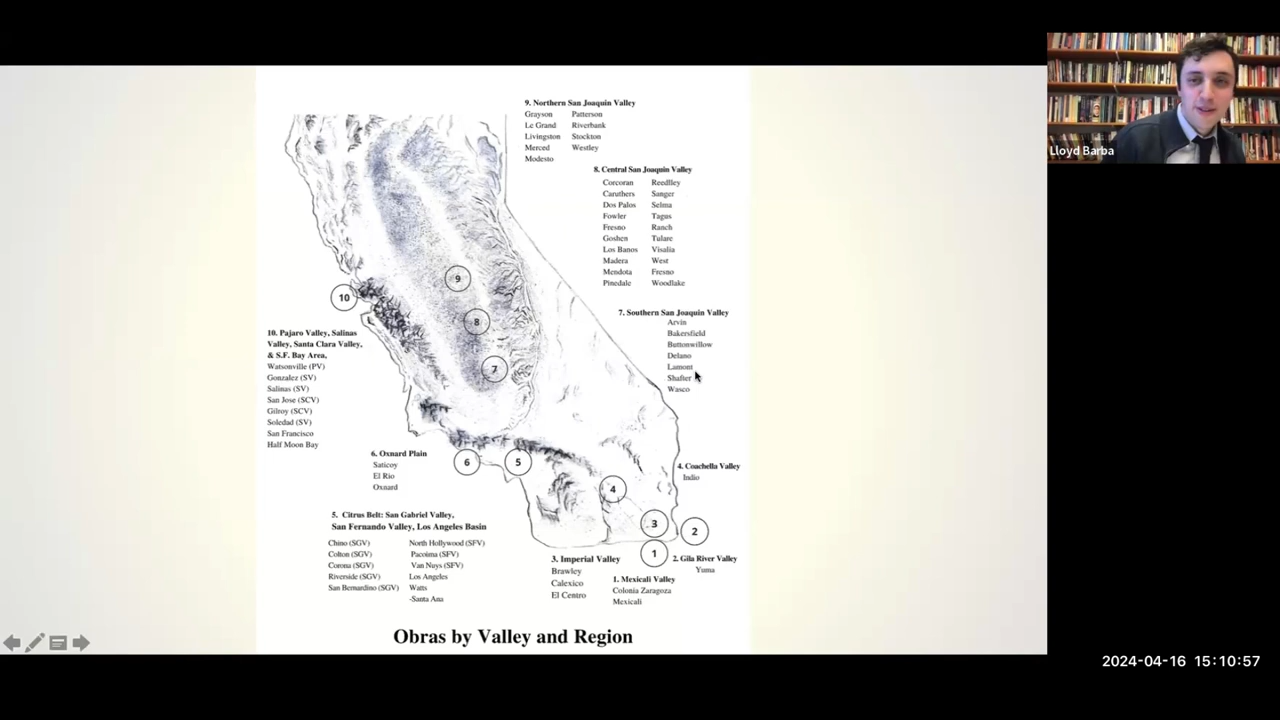 Lloyd Barba
9. Northern San Joaquin Valley
Grayson Patterson
Le Grand Riverbank
Livingston Stockton
Merced Westley
Modesto
8. Central San Joaquin Valley
Corcoran Reedlley
Caruthers Sanger
Dos Palos Selma
Fowler Tagus
Fresno Ranch
Goshen Tulare
Los Banos Visalia
Madera West
Mendota Fresno
Pinedale Woodlake
7. Southern San Joaquin Valley
Arvin
Bakersfield
Buttonwillow
Delano
Lamont
Shafter
Wasco
9
10
8
7
10. Pajaro Valley, Salinas
Valley, Santa Clara Valley,
& S.F. Bay Area,
Watsonville (PV)
Gonzalez (SV)
Salinas (SV)
San Jose (SCV)
Gilroy (SCV)
Soledad (SV)
San Francisco
Half Moon Bay
6. Oxnard Plain
Saticoy
El Rio
Oxnard
6
5
4
3
2
1
4. Coachella Valley
Indio
5. Citrus Belt: San Gabriel Valley,
San Fernando Valley, Los Angeles Basin
Chino (SGV) North Hollywood (SFV)
Colton (SGV) Pacoima (SFV)
Corona (SGV) Van Nuys (SFV)
Riverside (SGV) Los Angeles
San Bernardino (SGV) Watts
-Santa Ana
3. Imperial Valley
Brawley
Calexico
El Centro
2. Gila River Valley
Yuma
1. Mexicali Valley
Colonia Zaragoza
Mexicali
Obras by Valley and Region
2024-04-16 15:10:57